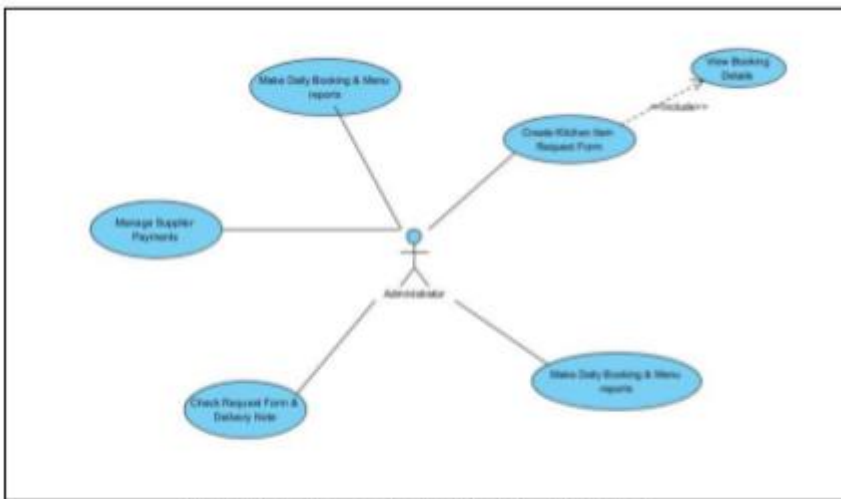 View Booking
Details
Make Daily Booking & Menu
reports
<<Include>>
Create Kitchen Item
Request Form
Manage Supplier
Payments
Administrator
Make Daily Booking & Menu
reports
Check Request Form &
Delivery Note